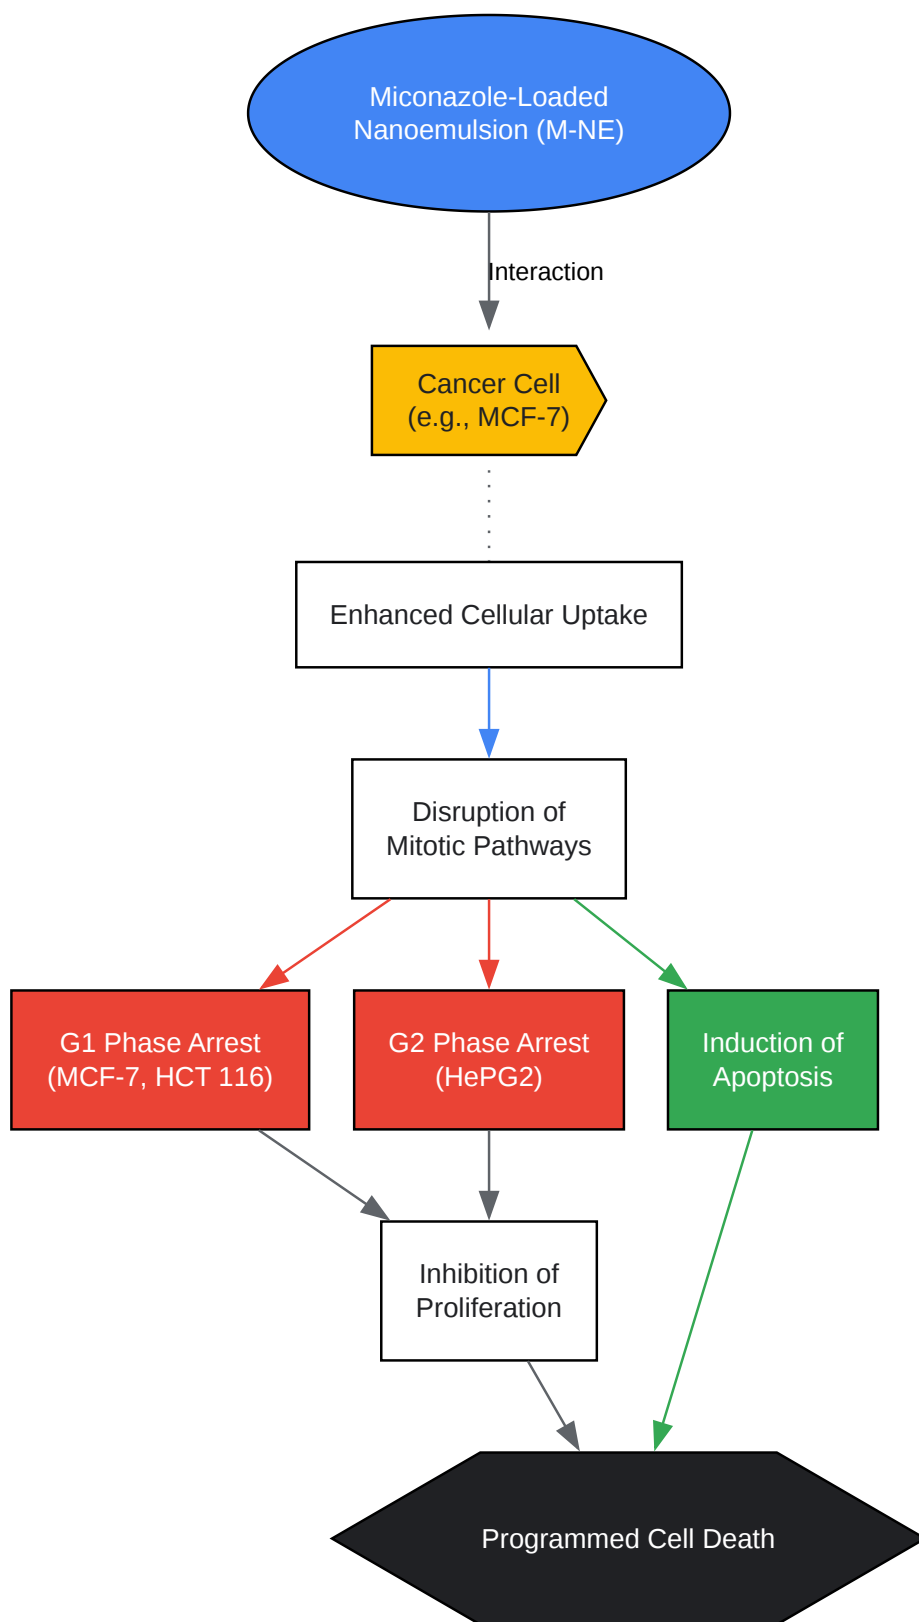 Miconazole-Loaded
Nanoemulsion (M-NE)
Interaction
Cancer Cell
(e.g., MCF-7)
Enhanced Cellular Uptake
Disruption of
Mitotic Pathways
G1 Phase Arrest
(MCF-7, HCT 116)
G2 Phase Arrest
(HePG2)
Induction of
Apoptosis
Inhibition of
Proliferation
Programmed Cell Death